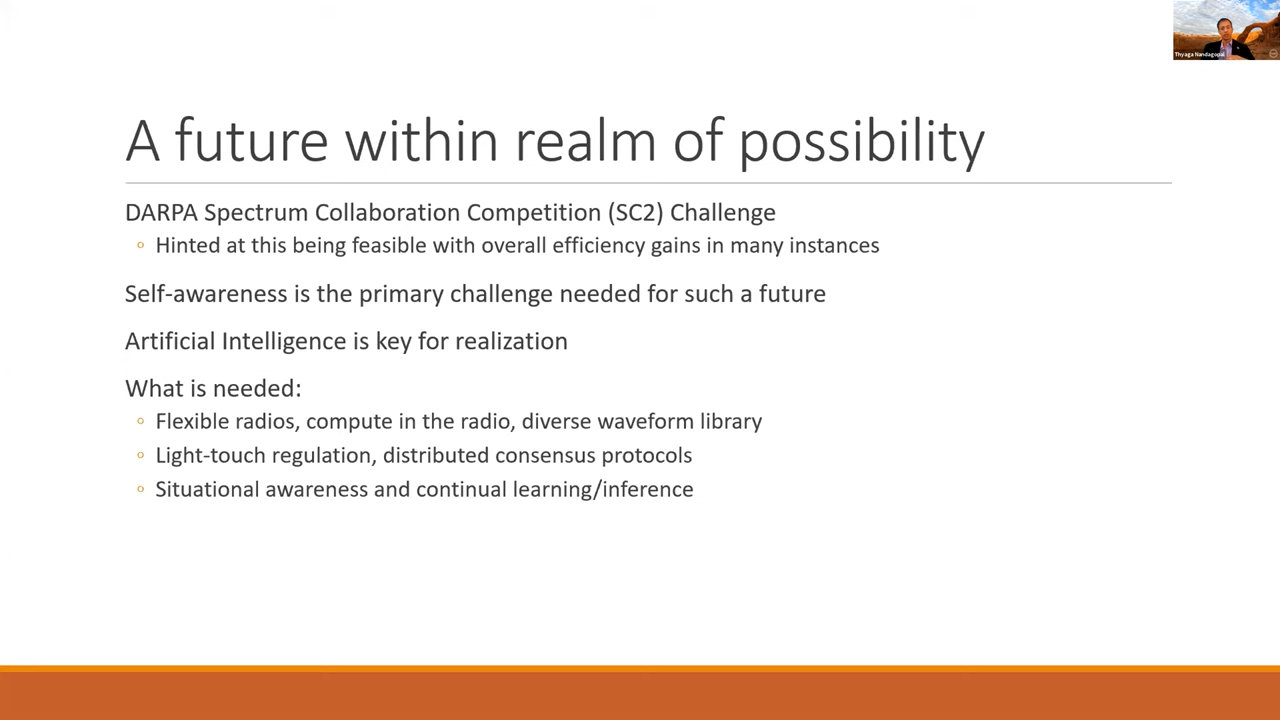 Thyaga Nandagopal
A future within realm of possibility
DARPA Spectrum Collaboration Competition (SC2) Challenge
◦ Hinted at this being feasible with overall efficiency gains in many instances
Self-awareness is the primary challenge needed for such a future
Artificial Intelligence is key for realization
What is needed:
◦ Flexible radios, compute in the radio, diverse waveform library
◦ Light-touch regulation, distributed consensus protocols
◦ Situational awareness and continual learning/inference